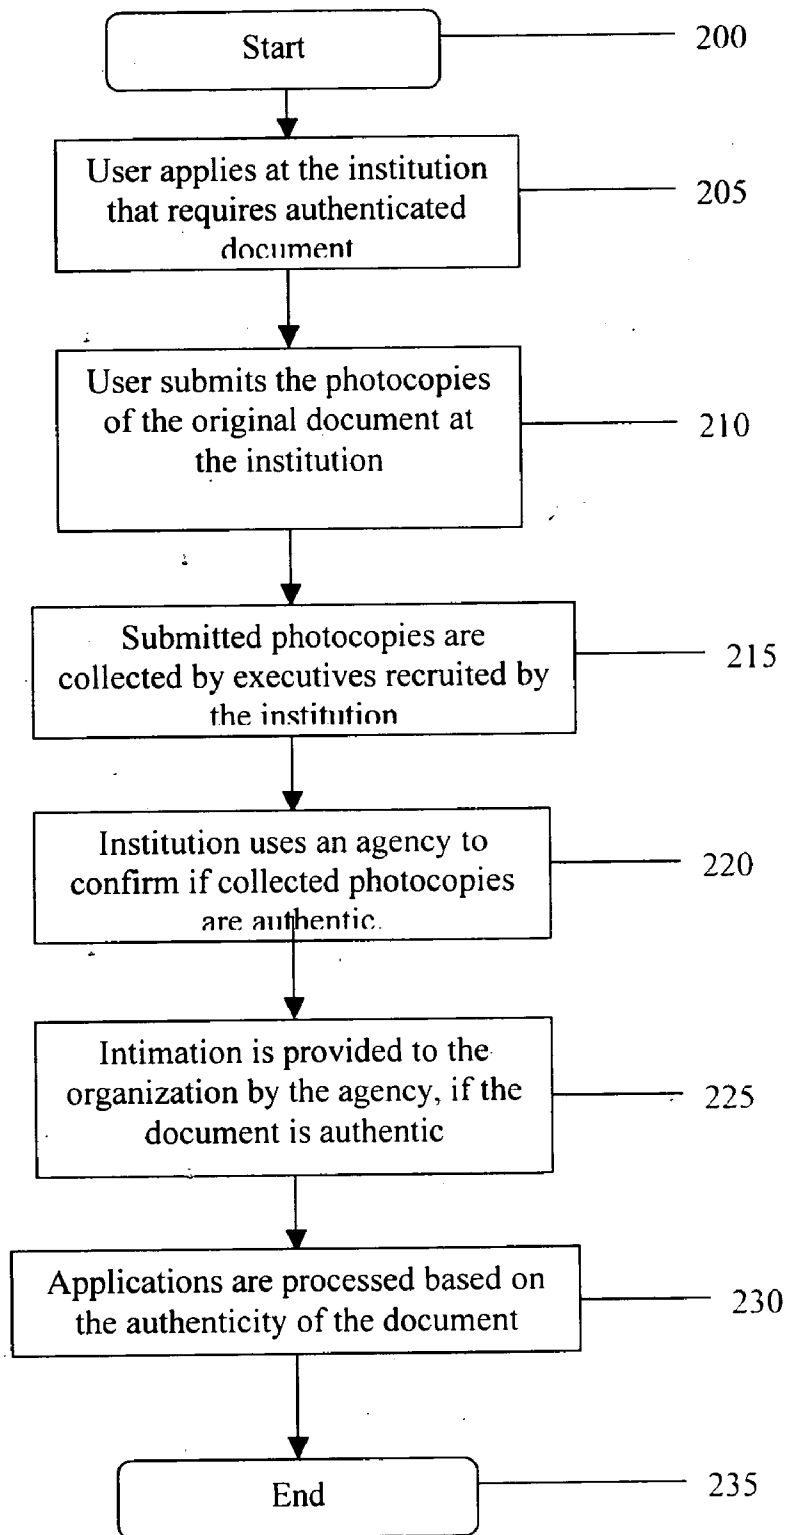 Start
200
User applies at the institution
that requires authenticated
document
205
User submits the photocopies
of the original document at
the institution
210
Submitted photocopies are
collected by executives recruited by
the institution
215
Institution uses an agency to
confirm if collected photocopies
are authentic.
220
Intimation is provided to the
organization by the agency, if the
document is authentic
225
Applications are processed based on
the authenticity of the document
230
End
235